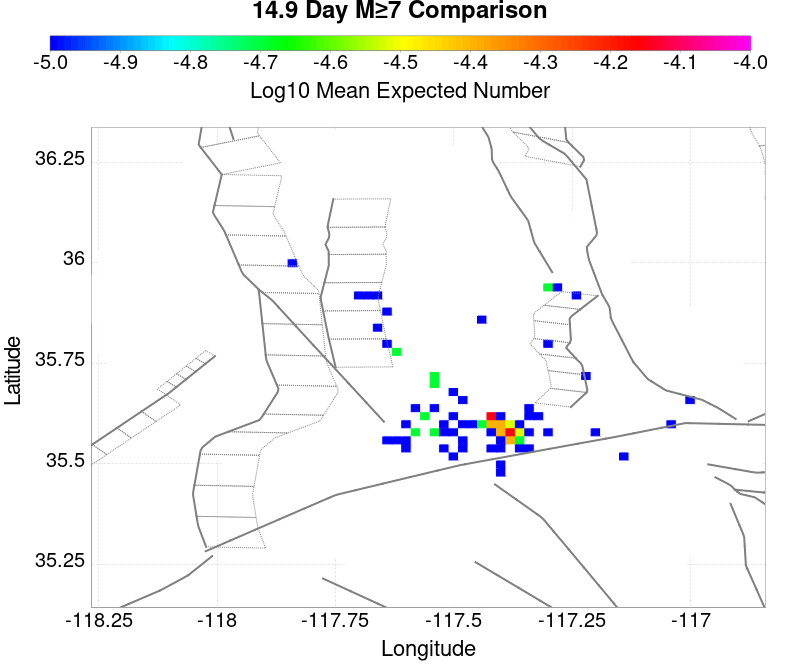 14.9 Day M≥7 Comparison
-5.0 -4.9 -4.8 -4.7 -4.6 -4.5 -4.4 -4.3 -4.2 -4.1 -4.0
Log10 Mean Expected Number
36.25
36
35.75
35.5
35.25
Latitude
-118.25 -118 -117.75 -117.5 -117.25 -117
Longitude